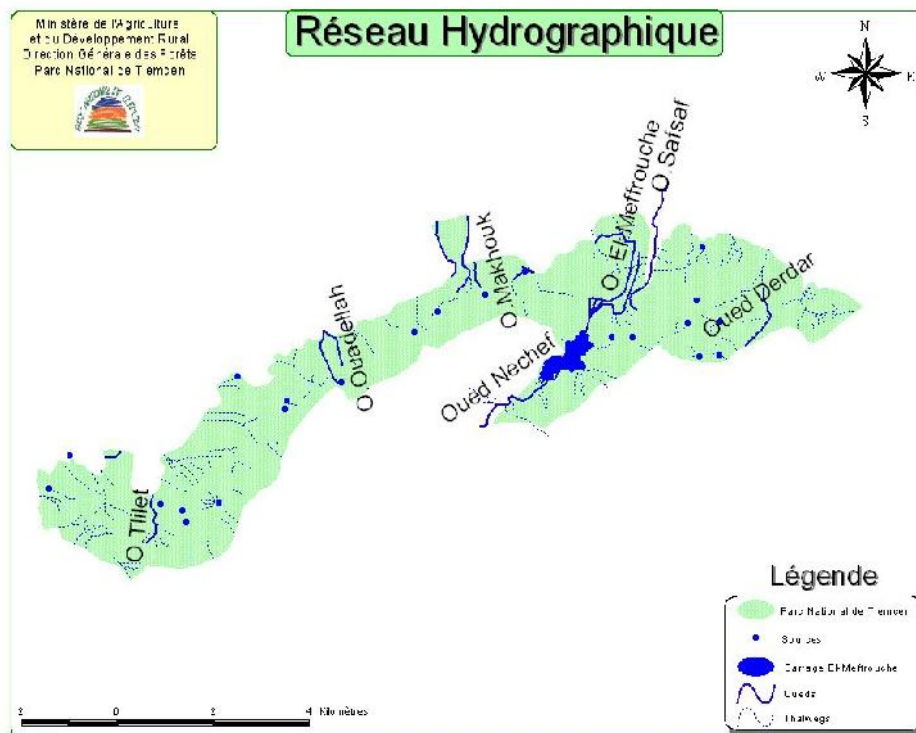 Ministère de l'Agriculture
et du Developpement Rural
Direction Générale des Forêts
Parc National de Tlemcen
Réseau Hydrographique
N
W
E
S
O El-Meffrouche
O Safsaf
O Makhouk
Oued Derdar
O Ouadellah
Oued Nechef
O Tlilet
Légende
Parc National de Tlemcen
Sources
Barrage El-Meffrouche
Oueds
Thalwegs
2 0 2 4 Kilomètres